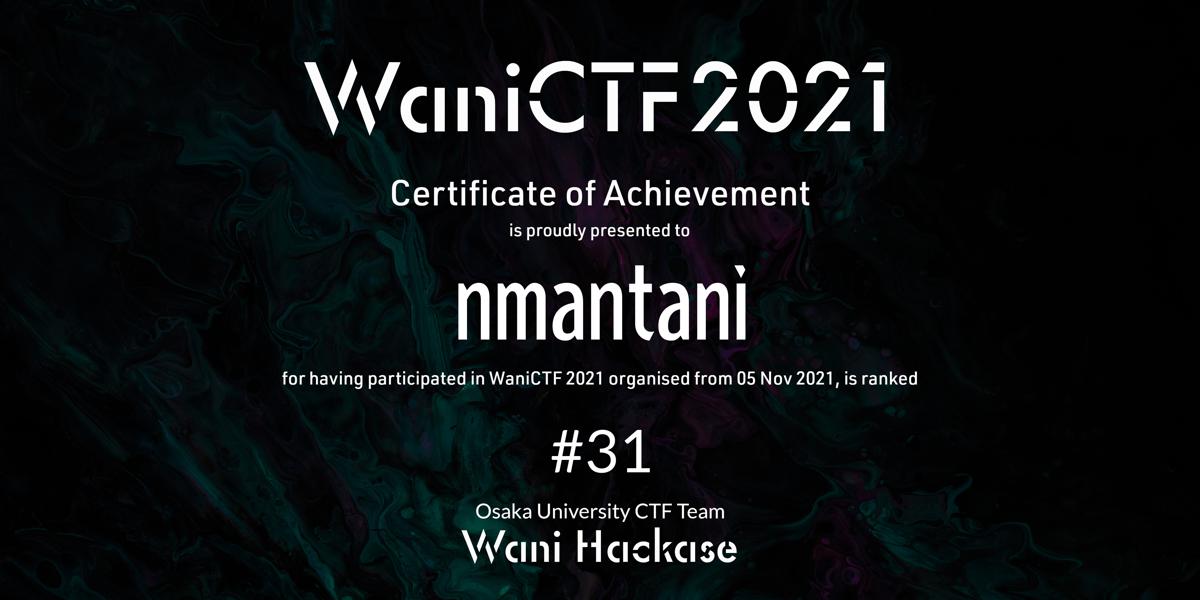 WaniCTF2021
Certificate of Achievement
is proudly presented to
nmantani
for having participated in WaniCTF 2021 organised from 05 Nov 2021, is ranked
#31
Osaka University CTF Team
Wani Hackase